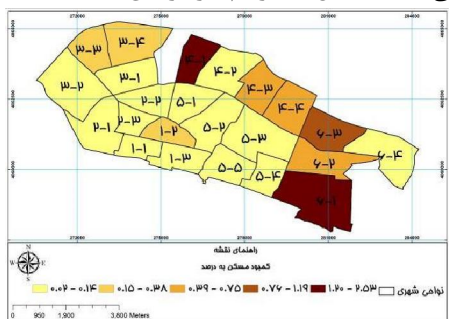 272000 276000 280000 284000
۳-۳ ۳-۴
۳-۲ ۳-۱ ۴-۲
۲-۲ ۵-۱ ۴-۳ ۴-۴
۲-۱ ۲-۳ ۱-۲ ۵-۲ ۵-۳ ۶-۳
۱-۱ ۱-۳ ۵-۵ ۵-۴ ۶-۲ ۶-۴
۶-۱
راهنمای نقشه
کمبود مسکن به درصد
۰.۰۲ - ۰.۱۴ ۰.۱۵ - ۰.۳۸ ۰.۳۹ - ۰.۷۵ ۰.۷۶ - ۱.۱۹ ۱.۲۰ - ۲.۵۳ نواحی شهری
N
W E
S
0 950 1,900 3,800 Meters